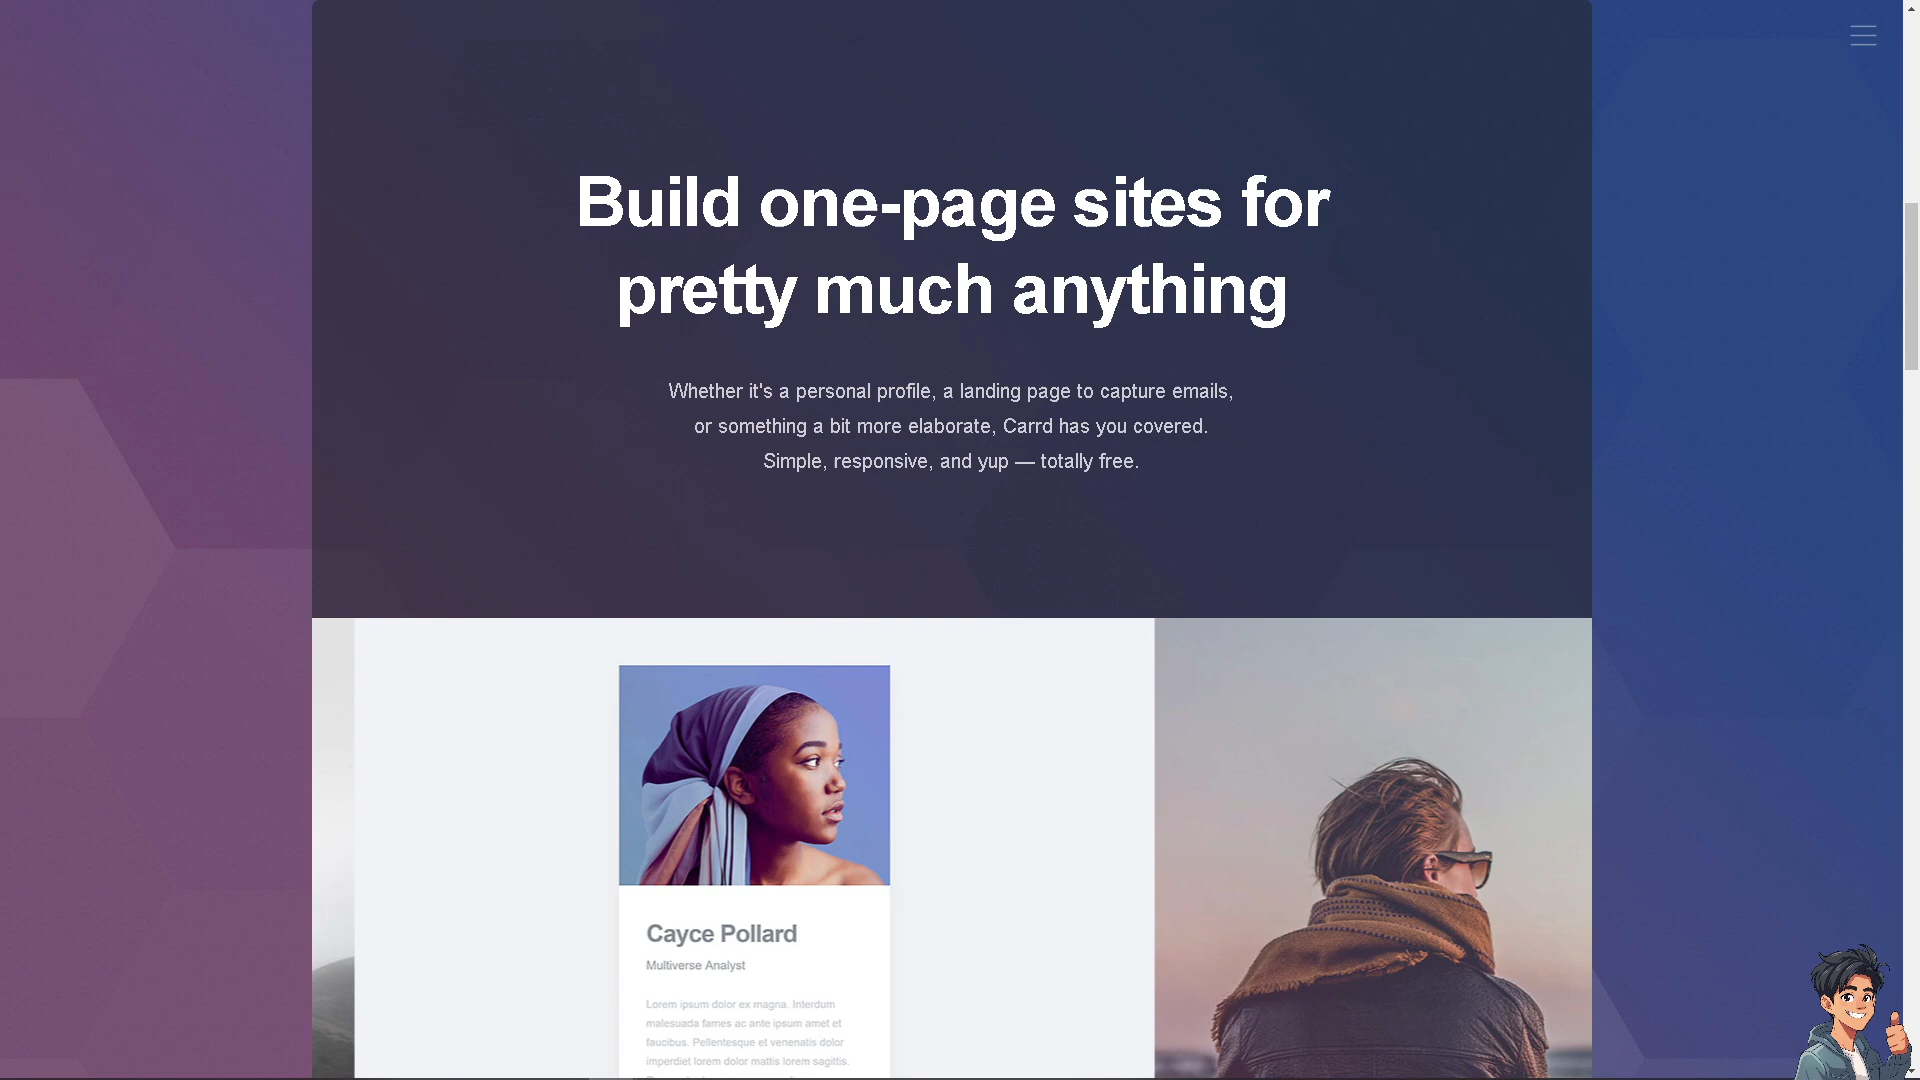 Build one-page sites for
pretty much anything
Whether it's a personal profile, a landing page to capture emails,
or something a bit more elaborate, Carrd has you covered.
Simple, responsive, and yup — totally free.
Cayce Pollard
Multiverse Analyst
Lorem ipsum dolor ex magna. Interdum
malesuada fames ac ante ipsum amet et
faucibus. Pellentesque et venenatis dolor
imperdiet lorem dolor mattis lorem sagittis.